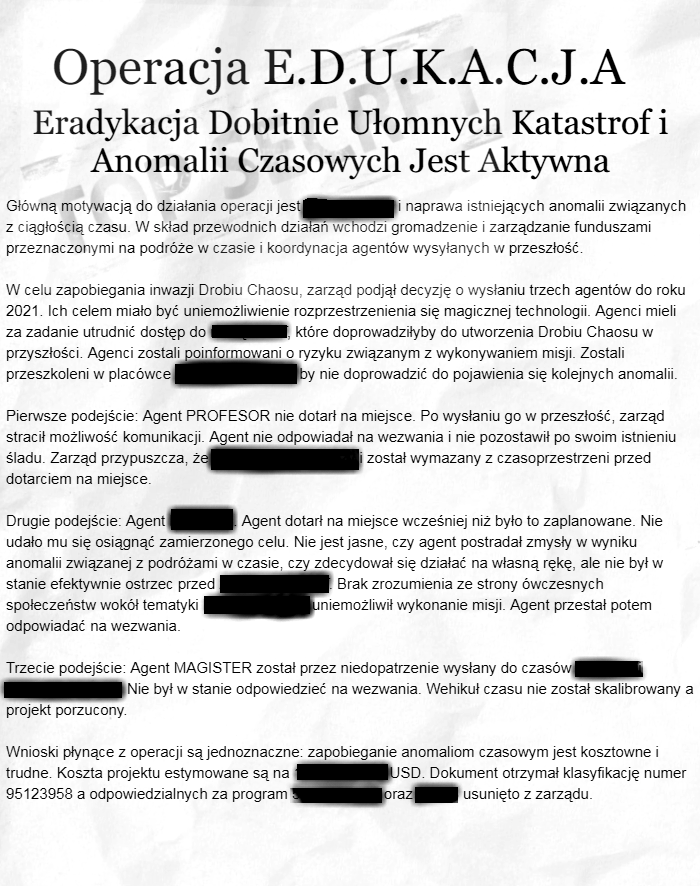 Operacja E.D.U.K.A.C.J.A
Eradykacja Dobitnie Ułomnych Katastrof i
Anomalii Czasowych Jest Aktywna
TOP SECRET
Główną motywacją do działania operacji jest i naprawa istniejących anomalii związanych
z ciągłością czasu. W skład przewodnich działań wchodzi gromadzenie i zarządzanie funduszami
przeznaczonymi na podróże w czasie i koordynacja agentów wysyłanych w przeszłość.
W celu zapobiegania inwazji Drobiu Chaosu, zarząd podjął decyzję o wysłaniu trzech agentów do roku
2021. Ich celem miało być uniemożliwienie rozprzestrzenienia się magicznej technologii. Agenci mieli
za zadanie utrudnić dostęp do , które doprowadziłyby do utworzenia Drobiu Chaosu w
przyszłości. Agenci zostali poinformowani o ryzyku związanym z wykonywaniem misji. Zostali
przeszkoleni w placówce by nie doprowadzić do pojawienia się kolejnych anomalii.
Pierwsze podejście: Agent PROFESOR nie dotarł na miejsce. Po wysłaniu go w przeszłość, zarząd
stracił możliwość komunikacji. Agent nie odpowiadał na wezwania i nie pozostawił po swoim istnieniu
śladu. Zarząd przypuszcza, że i został wymazany z czasoprzestrzeni przed
dotarciem na miejsce.
Drugie podejście: Agent . Agent dotarł na miejsce wcześniej niż było to zaplanowane. Nie
udało mu się osiągnąć zamierzonego celu. Nie jest jasne, czy agent postradał zmysły w wyniku
anomalii związanej z podróżami w czasie, czy zdecydował się działać na własną rękę, ale nie był w
stanie efektywnie ostrzec przed . Brak zrozumienia ze strony ówczesnych
społeczeństw wokół tematyki uniemożliwił wykonanie misji. Agent przestał potem
odpowiadać na wezwania.
Trzecie podejście: Agent MAGISTER został przez niedopatrzenie wysłany do czasów
Nie był w stanie odpowiedzieć na wezwania. Wehikuł czasu nie został skalibrowany a
projekt porzucony.
Wnioski płynące z operacji są jednoznaczne: zapobieganie anomaliom czasowym jest kosztowne i
trudne. Koszta projektu estymowane są na USD. Dokument otrzymał klasyfikację numer
95123958 a odpowiedzialnych za program oraz usunięto z zarządu.